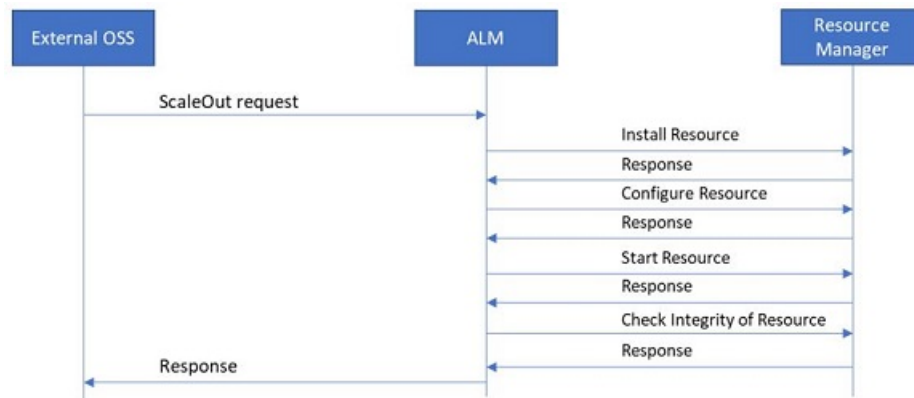 External OSS
ALM
Resource
Manager
ScaleOut request
Install Resource
Response
Configure Resource
Response
Start Resource
Response
Check Integrity of Resource
Response
Response